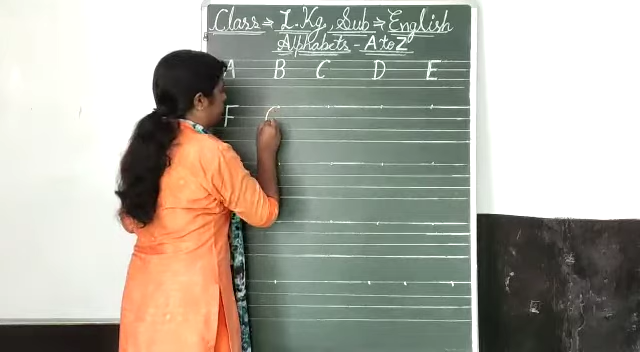 Class ⇒ L.Kg, Sub ⇒ English
Alphabets - A to Z
A B C D E
F